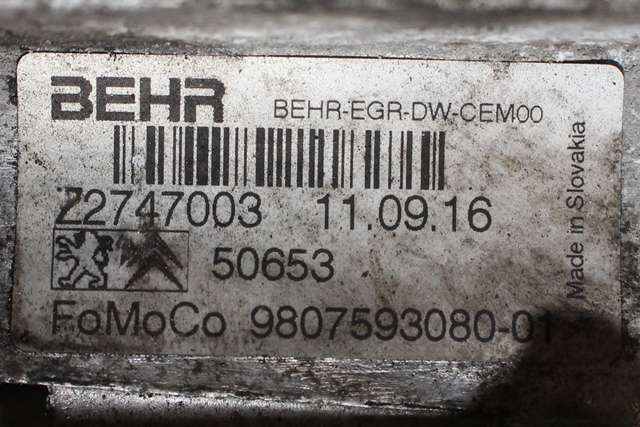 BEHR BEHR-EGR-DW-CEM00
Z2747003 11.09.16
50653
FoMoCo 9807593080-01
Made in Slovakia